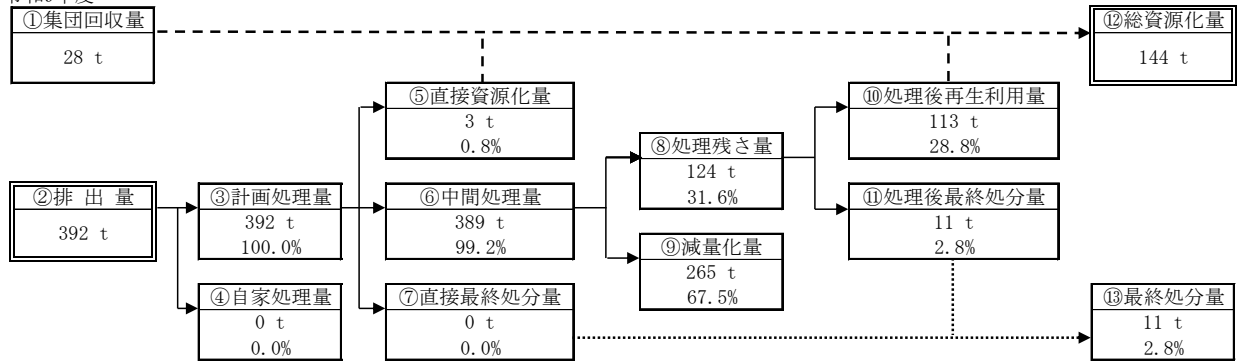 ①集団回収量
28 t
⑫総資源化量
144 t
⑤直接資源化量
3 t
0.8%
⑩処理後再生利用量
113 t
28.8%
⑧処理残さ量
124 t
31.6%
②排 出 量
392 t
③計画処理量
392 t
100.0%
⑥中間処理量
389 t
99.2%
⑪処理後最終処分量
11 t
2.8%
⑨減量化量
265 t
67.5%
④自家処理量
0 t
0.0%
⑦直接最終処分量
0 t
0.0%
⑬最終処分量
11 t
2.8%